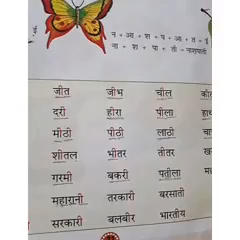 न + आ + श + प + आ + त + ई
ना + श + पा + ती = नाशपाती
जीत जीभ चील
दरी हीरा पीला
मीठी पीठी लाठी
शीतल भीतर तीतर
गरमी बकरी पतीला
महारानी तरकारी बरसाती
सरकारी बलबीर भारतीय